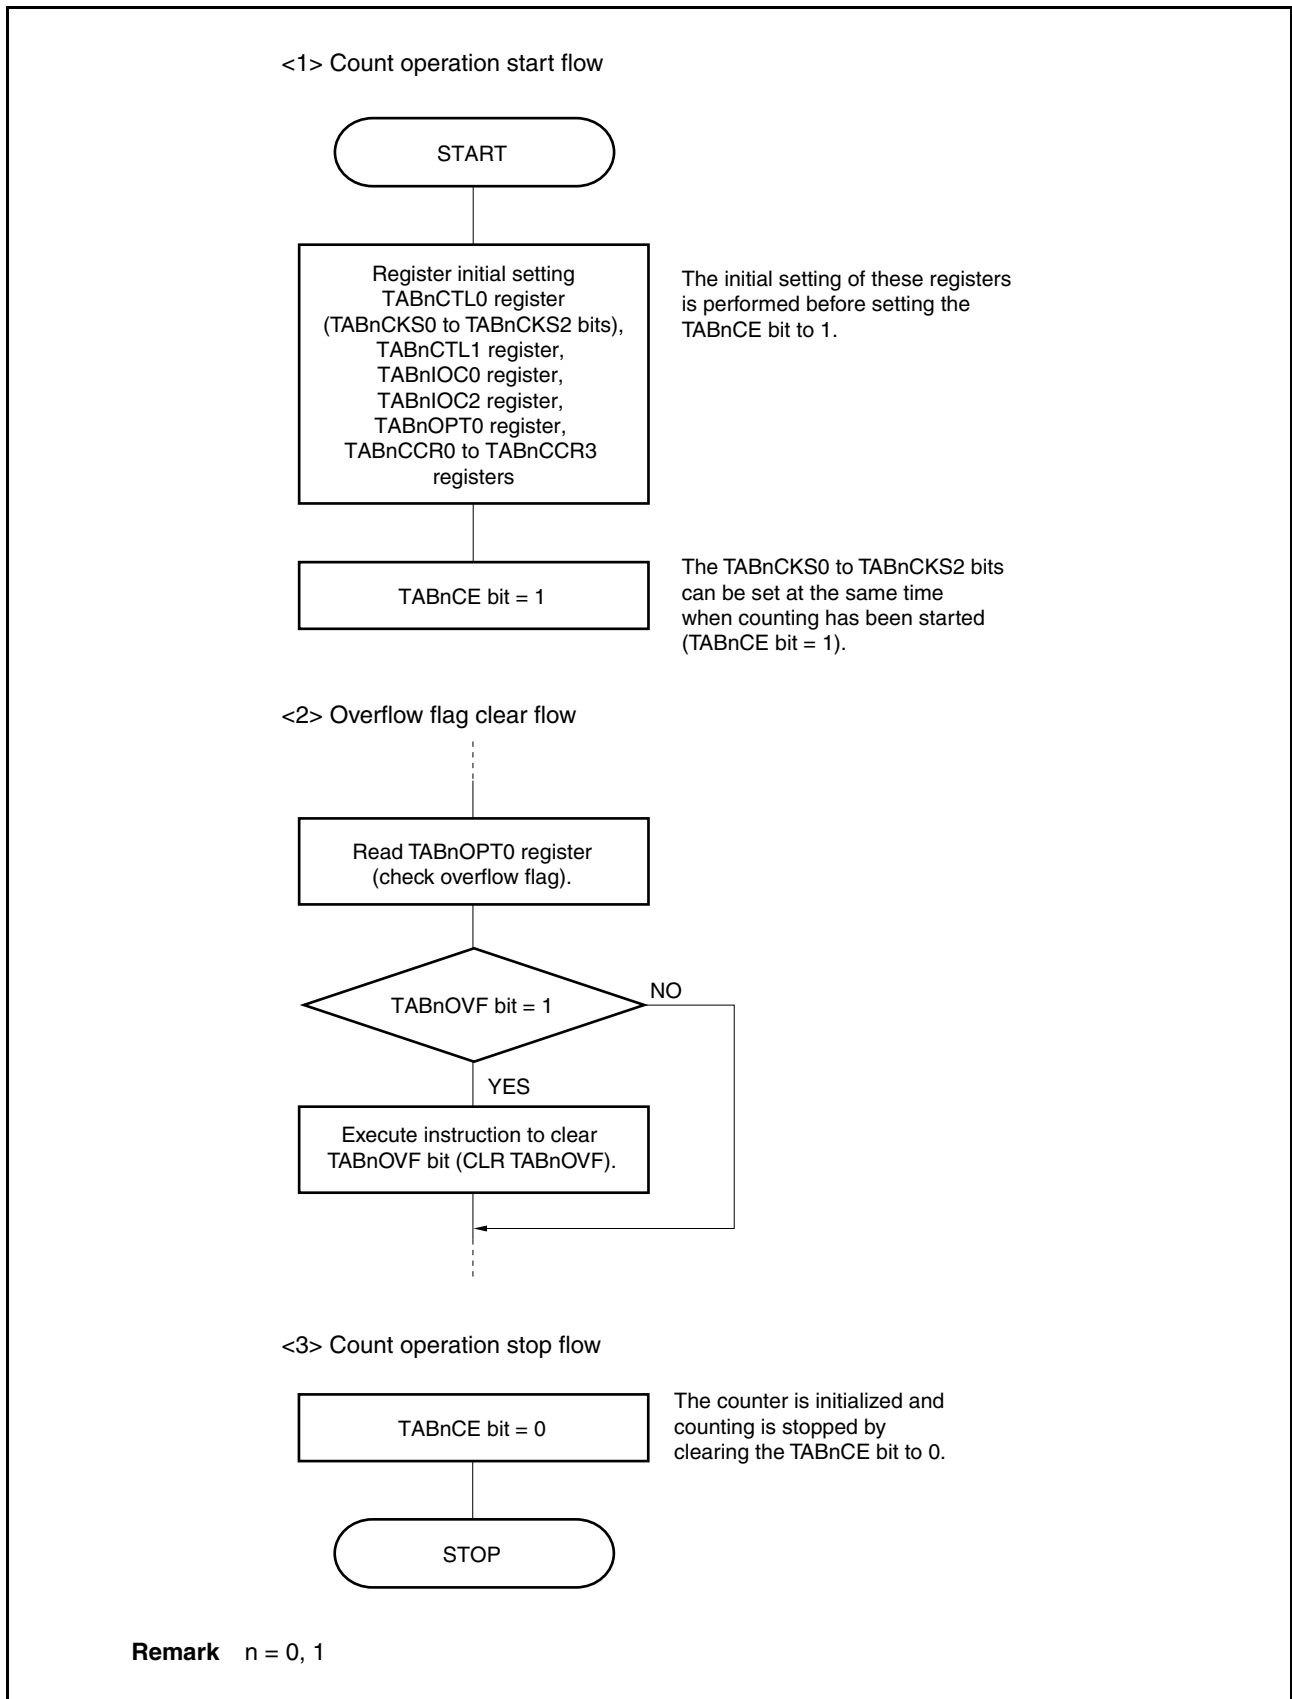 <1> Count operation start flow
START
Register initial setting
TABnCTL0 register
(TABnCKS0 to TABnCKS2 bits),
TABnCTL1 register,
TABnIOC0 register,
TABnIOC2 register,
TABnOPT0 register,
TABnCCR0 to TABnCCR3
registers
The initial setting of these registers
is performed before setting the
TABnCE bit to 1.
TABnCE bit = 1
The TABnCKS0 to TABnCKS2 bits
can be set at the same time
when counting has been started
(TABnCE bit = 1).
<2> Overflow flag clear flow
Read TABnOPT0 register
(check overflow flag).
TABnOVF bit = 1
NO
YES
Execute instruction to clear
TABnOVF bit (CLR TABnOVF).
<3> Count operation stop flow
TABnCE bit = 0
The counter is initialized and
counting is stopped by
clearing the TABnCE bit to 0.
STOP
Remark n = 0, 1